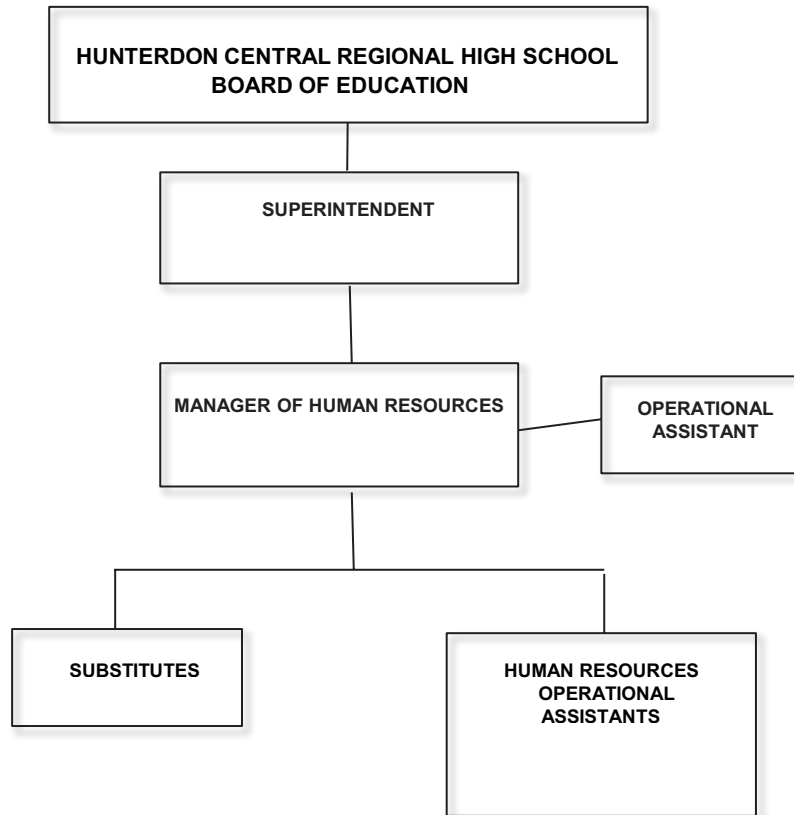 HUNTERDON CENTRAL REGIONAL HIGH SCHOOL
BOARD OF EDUCATION
SUPERINTENDENT
MANAGER OF HUMAN RESOURCES
OPERATIONAL
ASSISTANT
SUBSTITUTES
HUMAN RESOURCES
OPERATIONAL
ASSISTANTS